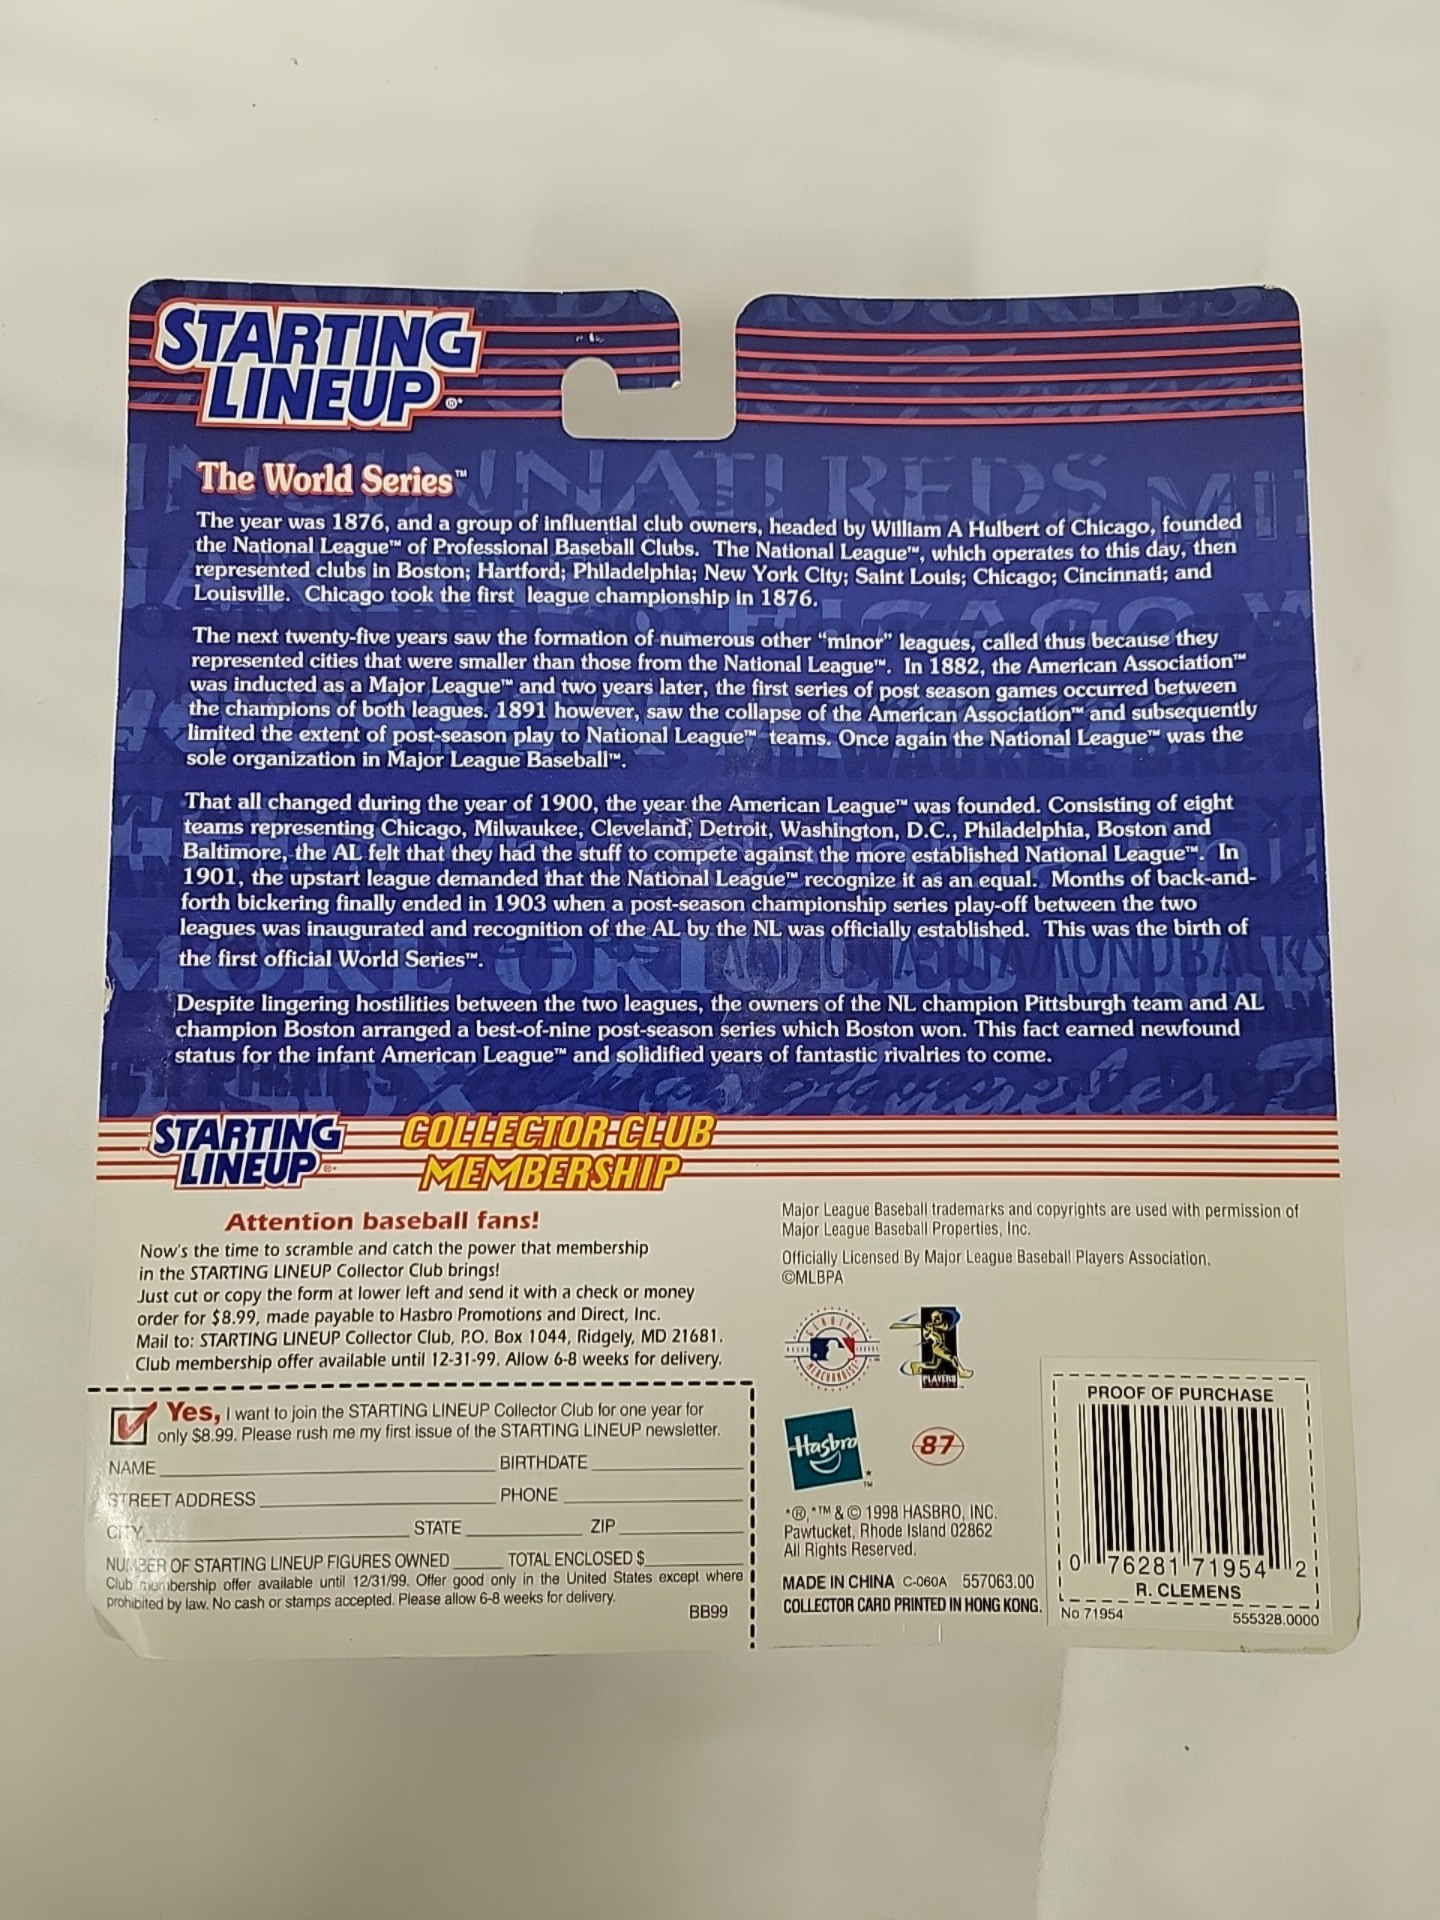 STARTING
LINEUP®*
The World Series™
The year was 1876, and a group of influential club owners, headed by William A Hulbert of Chicago, founded
the National League™ of Professional Baseball Clubs. The National League™, which operates to this day, then
represented clubs in Boston; Hartford; Philadelphia; New York City; Saint Louis; Chicago; Cincinnati; and
Louisville. Chicago took the first league championship in 1876.
The next twenty-five years saw the formation of numerous other “minor” leagues, called thus because they
represented cities that were smaller than those from the National League™. In 1882, the American Association™
was inducted as a Major League™ and two years later, the first series of post season games occurred between
the champions of both leagues. 1891 however, saw the collapse of the American Association™ and subsequently
limited the extent of post-season play to National League™ teams. Once again the National League™ was the
sole organization in Major League Baseball™.
That all changed during the year of 1900, the year the American League™ was founded. Consisting of eight
teams representing Chicago, Milwaukee, Cleveland, Detroit, Washington, D.C., Philadelphia, Boston and
Baltimore, the AL felt that they had the stuff to compete against the more established National League™. In
1901, the upstart league demanded that the National League™ recognize it as an equal. Months of back-and-
forth bickering finally ended in 1903 when a post-season championship series play-off between the two
leagues was inaugurated and recognition of the AL by the NL was officially established. This was the birth of
the first official World Series™.
Despite lingering hostilities between the two leagues, the owners of the NL champion Pittsburgh team and AL
champion Boston arranged a best-of-nine post-season series which Boston won. This fact earned newfound
status for the infant American League™ and solidified years of fantastic rivalries to come.
STARTING
LINEUP®*
COLLECTOR CLUB
MEMBERSHIP
Attention baseball fans!
Now's the time to scramble and catch the power that membership
in the STARTING LINEUP Collector Club brings!
Just cut or copy the form at lower left and send it with a check or money
order for $8.99, made payable to Hasbro Promotions and Direct, Inc.
Mail to: STARTING LINEUP Collector Club, P.O. Box 1044, Ridgely, MD 21681.
Club membership offer available until 12-31-99. Allow 6-8 weeks for delivery.
Yes, I want to join the STARTING LINEUP Collector Club for one year for
only $8.99. Please rush me my first issue of the STARTING LINEUP newsletter.
NAME BIRTHDATE
STREET ADDRESS PHONE
CITY STATE ZIP
NUMBER OF STARTING LINEUP FIGURES OWNED TOTAL ENCLOSED $
Club membership offer available until 12/31/99. Offer good only in the United States except where
prohibited by law. No cash or stamps accepted. Please allow 6-8 weeks for delivery.
BB99
Major League Baseball trademarks and copyrights are used with permission of
Major League Baseball Properties, Inc.
Officially Licensed By Major League Baseball Players Association.
©MLBPA
GENUINE
MERCHANDISE
PLAYERS
Hasbro
*™
87
*®,*™ & © 1998 HASBRO, INC.
Pawtucket, Rhode Island 02862
All Rights Reserved.
MADE IN CHINA C-060A 557063.00
COLLECTOR CARD PRINTED IN HONG KONG.
PROOF OF PURCHASE
0 76281 71954 2
R. CLEMENS
No 71954 555328.0000
CINCINNATI REDS
ROCKIES
CHICAGO
MILWAUKEE BREW
Philadelphia Phil
MORE ORIOLES
ARIZONA DIAMONDBACKS